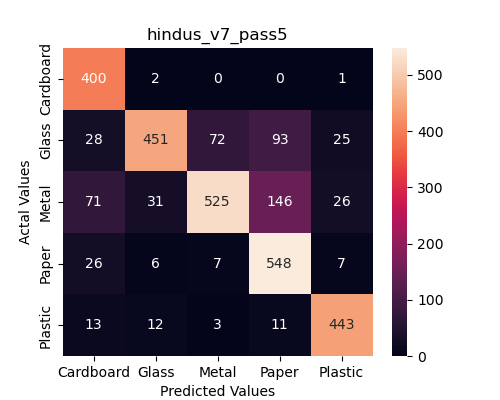 hindus_v7_pass5
Actal Values
Cardboard 400 2 0 0 1
Glass 28 451 72 93 25
Metal 71 31 525 146 26
Paper 26 6 7 548 7
Plastic 13 12 3 11 443
Cardboard Glass Metal Paper Plastic
Predicted Values
500
400
300
200
100
0